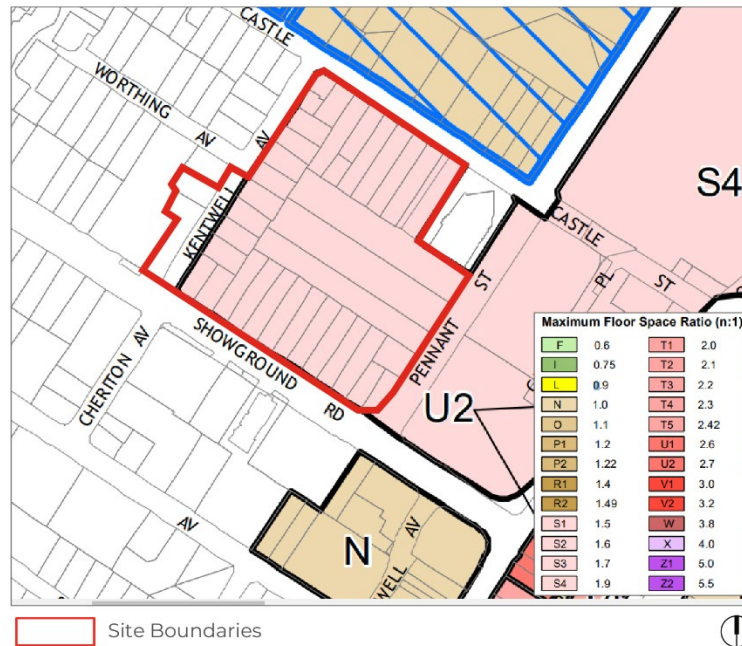 CASTLE
WORTHING
AV
AV
KENTWELL
S4
CASTLE
ST
PL
ST
SHOWGROUND
RD
PENNANT
CHERITON AV
U2
AV
N
AV
WELL
Maximum Floor Space Ratio (n:1)
F 0.6 T1 2.0
I 0.75 T2 2.1
L 0.9 T3 2.2
N 1.0 T4 2.3
O 1.1 T5 2.42
P1 1.2 U1 2.6
P2 1.22 U2 2.7
R1 1.4 V1 3.0
R2 1.49 V2 3.2
S1 1.5 W 3.8
S2 1.6 X 4.0
S3 1.7 Z1 5.0
S4 1.9 Z2 5.5
Site Boundaries